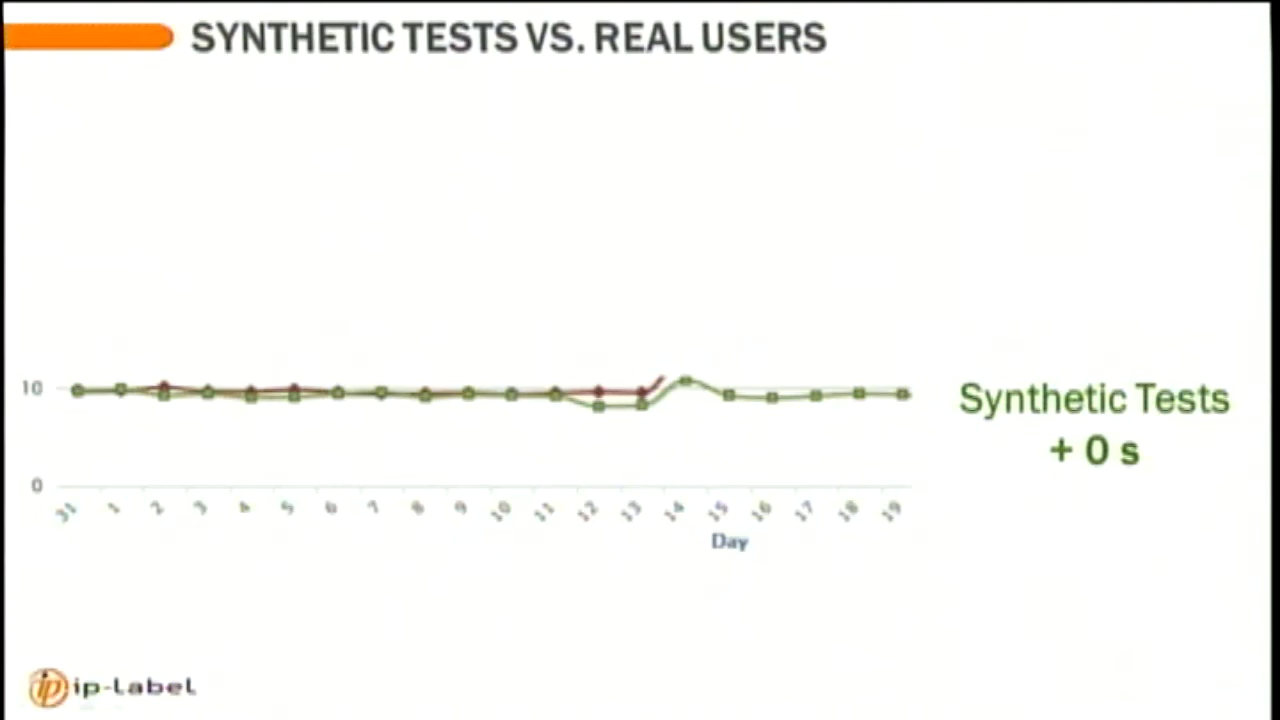 SYNTHETIC TESTS VS. REAL USERS
10
0
31 1 2 3 4 5 6 7 8 9 10 11 12 13 14 15 16 17 18 19
Day
Synthetic Tests
+ 0 s
ip ip-label